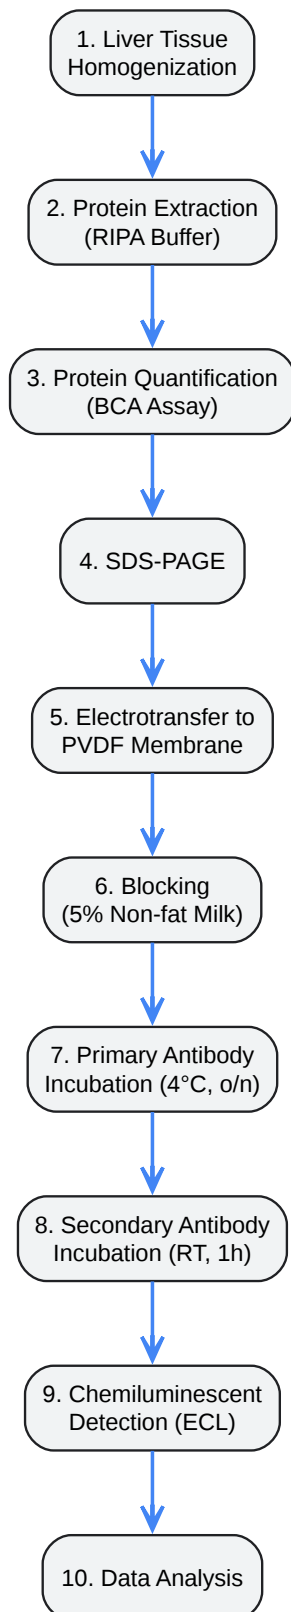 1. Liver Tissue
Homogenization
2. Protein Extraction
(RIPA Buffer)
3. Protein Quantification
(BCA Assay)
4. SDS-PAGE
5. Electrotransfer to
PVDF Membrane
6. Blocking
(5% Non-fat Milk)
7. Primary Antibody
Incubation (4°C, o/n)
8. Secondary Antibody
Incubation (RT, 1h)
9. Chemiluminescent
Detection (ECL)
10. Data Analysis